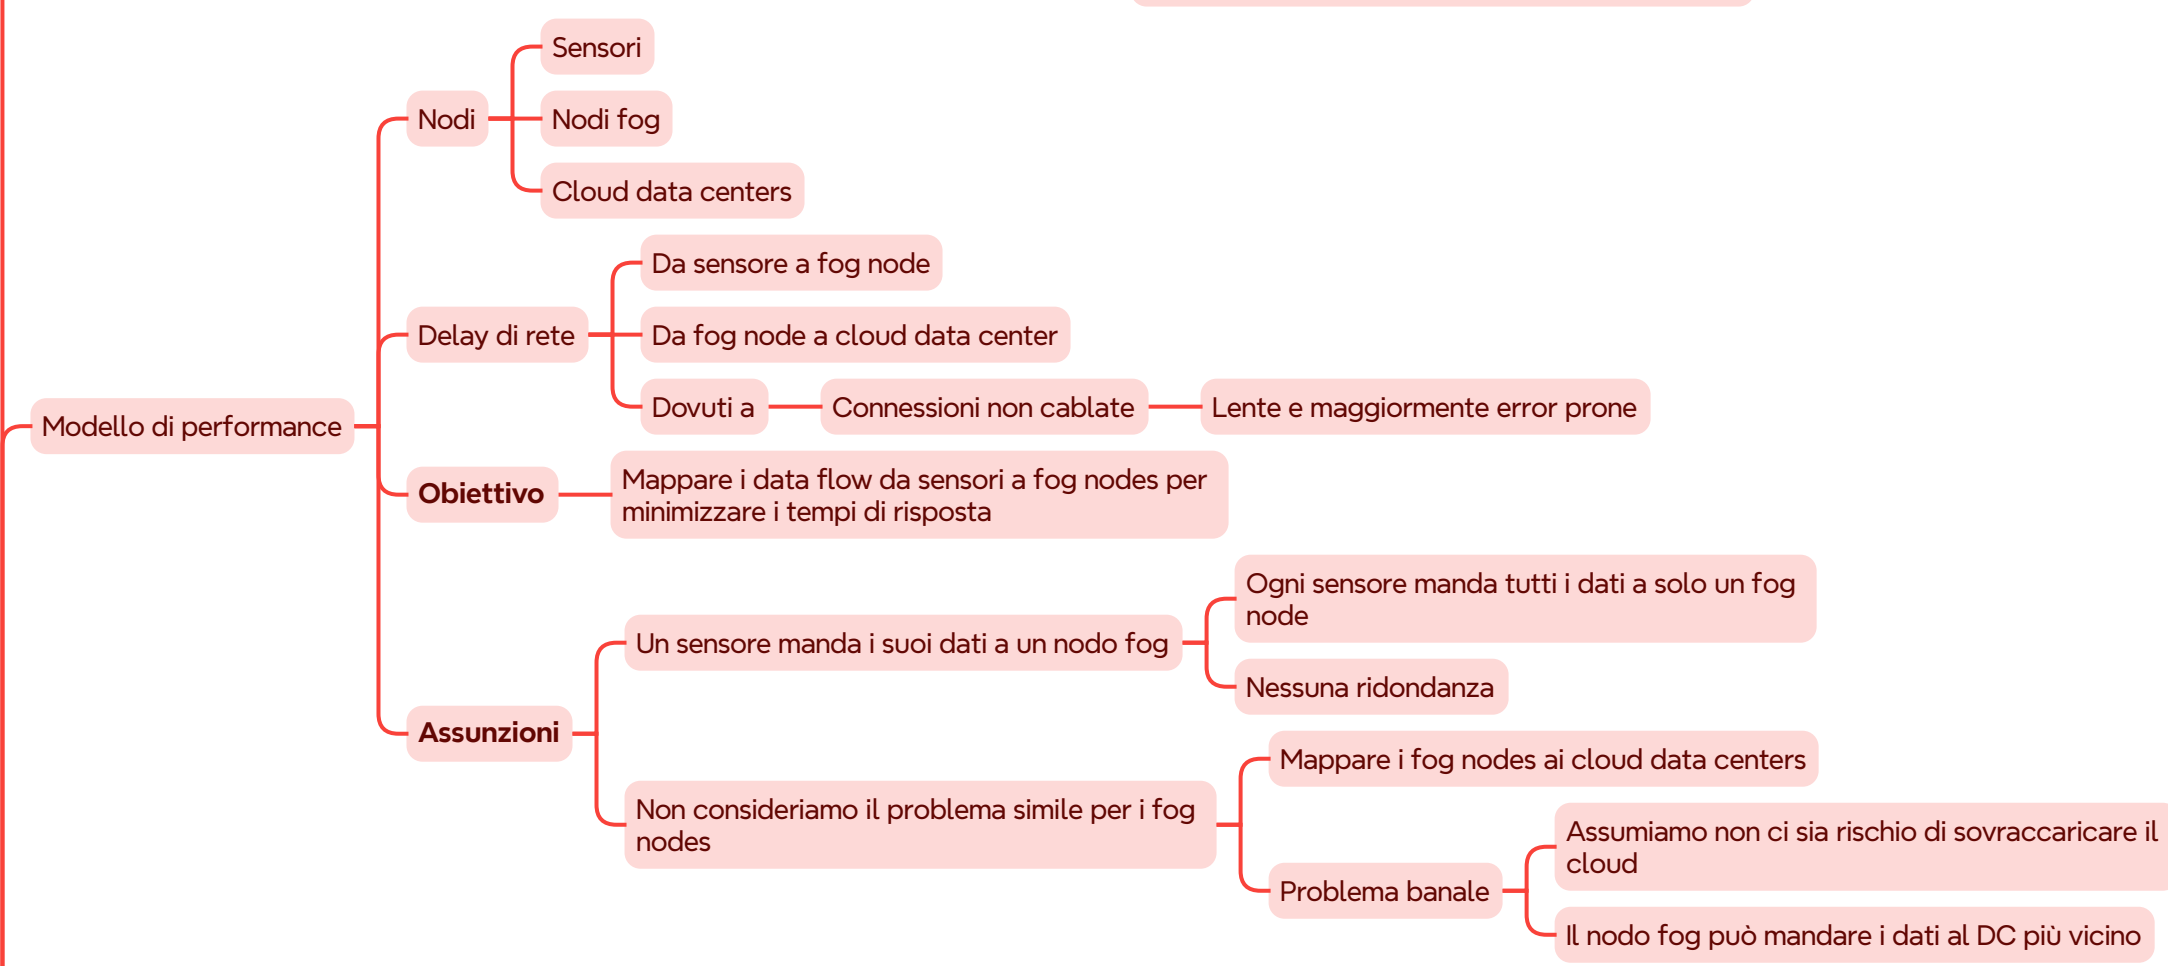 Modello di performance
Nodi
Sensori
Nodi fog
Cloud data centers
Delay di rete
Da sensore a fog node
Da fog node a cloud data center
Dovuti a
Connessioni non cablate
Lente e maggiormente error prone
Obiettivo
Mappare i data flow da sensori a fog nodes per
minimizzare i tempi di risposta
Assunzioni
Un sensore manda i suoi dati a un nodo fog
Ogni sensore manda tutti i dati a solo un fog
node
Nessuna ridondanza
Non consideriamo il problema simile per i fog
nodes
Mappare i fog nodes ai cloud data centers
Problema banale
Assumiamo non ci sia rischio di sovraccaricare il
cloud
Il nodo fog può mandare i dati al DC più vicino